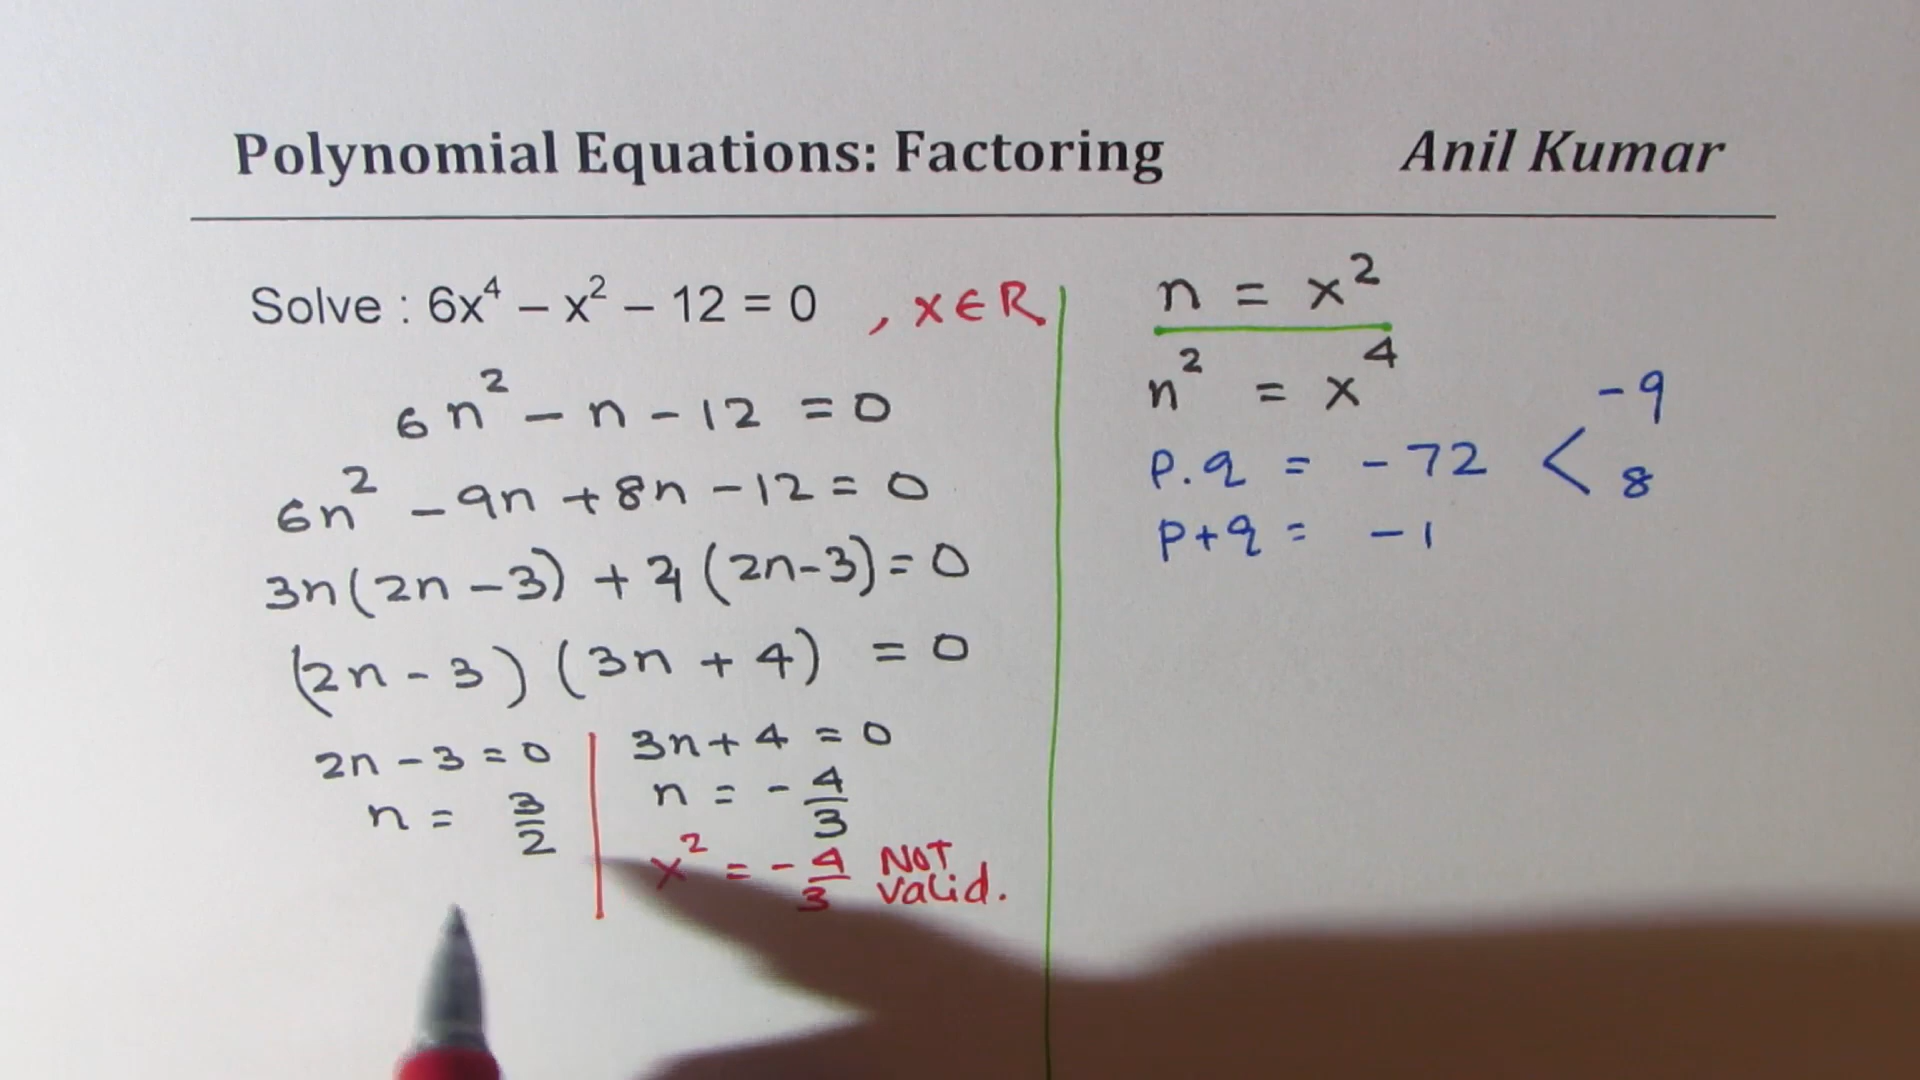 Polynomial Equations: Factoring Anil Kumar
Solve : 6x⁴ – x² – 12 = 0 , x∈R
6n² – n – 12 = 0
6n² – 9n + 8n – 12 = 0
3n(2n – 3) + 4(2n–3) = 0
(2n – 3) (3n + 4) = 0
2n – 3 = 0
n = 3/2
3n + 4 = 0
n = – 4/3
x² = – 4/3 NOT valid.
n = x²
n² = x⁴
p.q = – 72 < –9 8
p+q = – 1